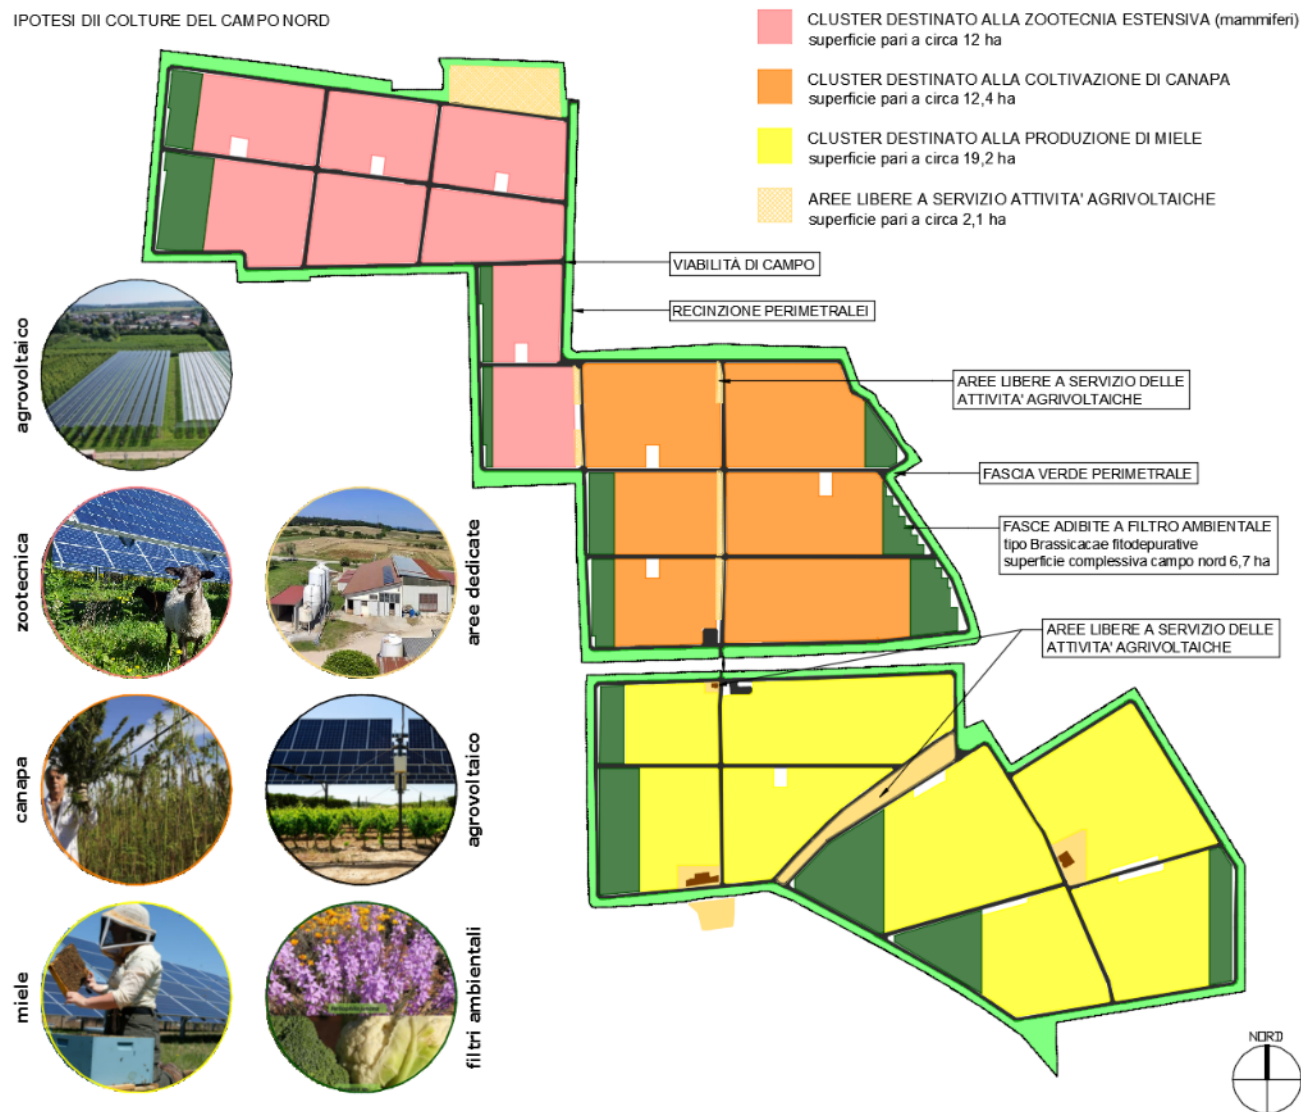 IPOTESI DII COLTURE DEL CAMPO NORD
CLUSTER DESTINATO ALLA ZOOTECNIA ESTENSIVA (mammiferi)
superficie pari a circa 12 ha
CLUSTER DESTINATO ALLA COLTIVAZIONE DI CANAPA
superficie pari a circa 12,4 ha
CLUSTER DESTINATO ALLA PRODUZIONE DI MIELE
superficie pari a circa 19,2 ha
AREE LIBERE A SERVIZIO ATTIVITA' AGRIVOLTAICHE
superficie pari a circa 2,1 ha
VIABILITÀ DI CAMPO
RECINZIONE PERIMETRALEI
AREE LIBERE A SERVIZIO DELLE
ATTIVITA' AGRIVOLTAICHE
FASCIA VERDE PERIMETRALE
FASCE ADIBITE A FILTRO AMBIENTALE
tipo Brassicacae fitodepurative
superficie complessiva campo nord 6,7 ha
AREE LIBERE A SERVIZIO DELLE
ATTIVITA' AGRIVOLTAICHE
agrovoltaico
zootecnica
aree dedicate
canapa
agrovoltaico
miele
filtri ambientali
NORD